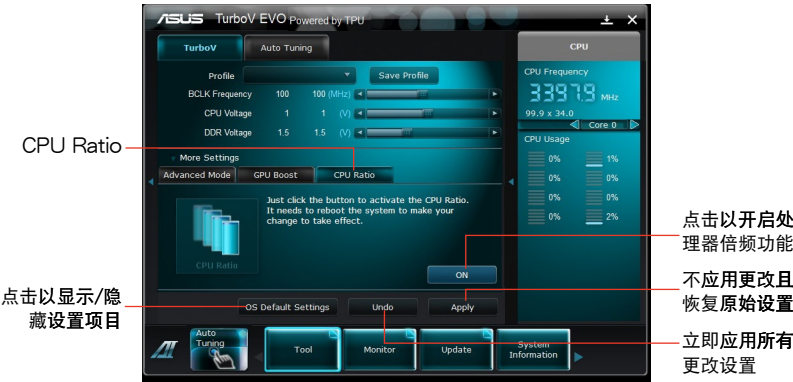 ASUS TurboV EVO Powered by TPU
TurboV
Auto Tuning
Profile
Save Profile
BCLK Frequency 100 100 (MHz)
CPU Voltage 1 1 (V)
DDR Voltage 1.5 1.5 (V)
More Settings
Advanced Mode
GPU Boost
CPU Ratio
Just click the button to activate the CPU Ratio.
It needs to reboot the system to make your
change to take effect.
CPU Ratio
ON
OS Default Settings
Undo
Apply
Auto
Tuning
Tool
Monitor
Update
System
Information
CPU
CPU Frequency
3397.9 MHz
99.9 x 34.0
Core 0
CPU Usage
0% 1%
0% 0%
0% 0%
0% 2%
CPU Ratio
点击以显示/隐
藏设置项目
点击以开启处
理器倍频功能
不应用更改且
恢复原始设置
立即应用所有
更改设置